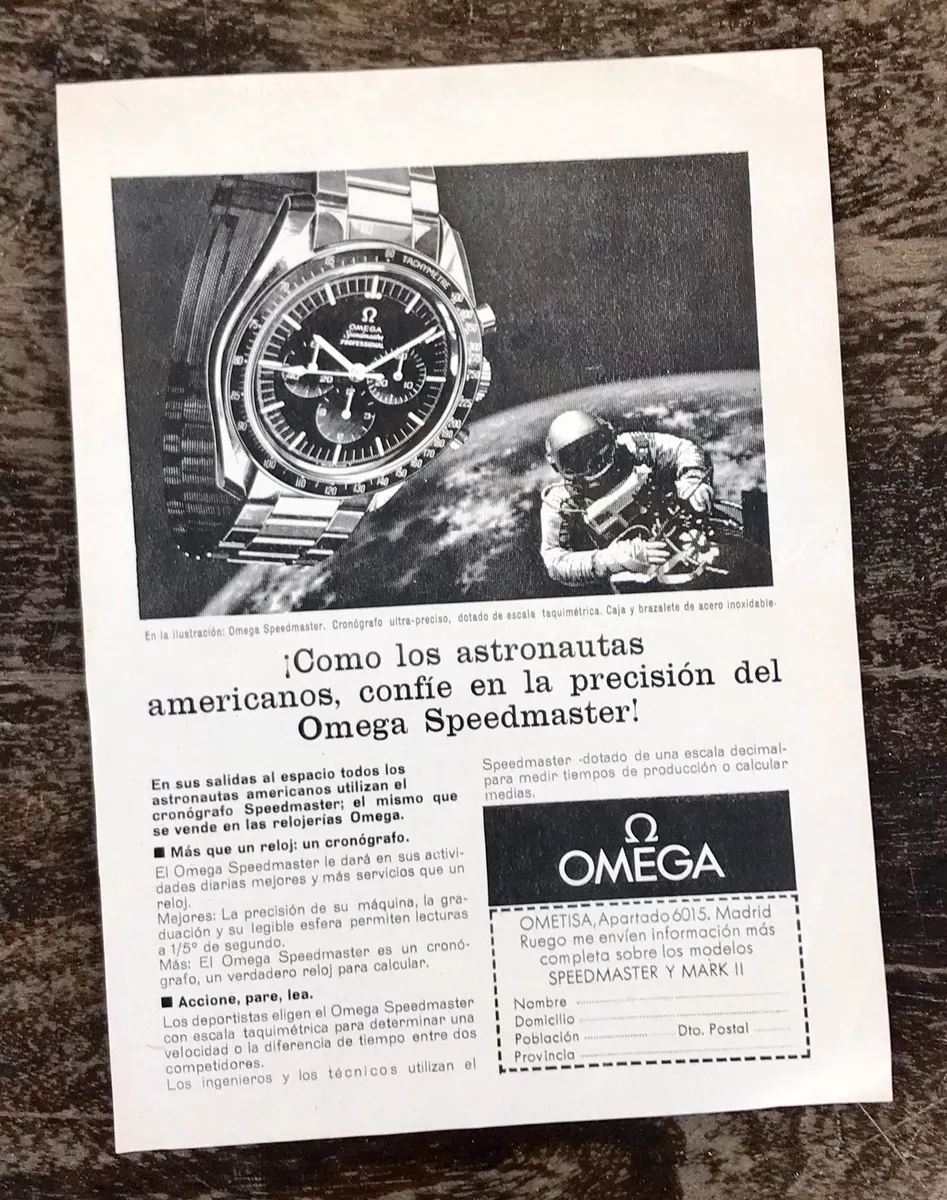 TACHYMÈTRE
Ω
OMEGA
Speedmaster
PROFESSIONAL
En la ilustración: Omega Speedmaster. Cronógrafo ultra-preciso, dotado de escala taquimétrica. Caja y brazalete de acero inoxidable.
¡Como los astronautas
americanos, confíe en la precisión del
Omega Speedmaster!
En sus salidas al espacio todos los
astronautas americanos utilizan el
cronógrafo Speedmaster; el mismo que
se vende en las relojerías Omega.
■ Más que un reloj: un cronógrafo.
El Omega Speedmaster le dará en sus activi-
dades diarias mejores y más servicios que un
reloj.
Mejores: La precisión de su máquina, la gra-
duación y su legible esfera permiten lecturas
a 1/5º de segundo.
Más: El Omega Speedmaster es un cronó-
grafo, un verdadero reloj para calcular.
■ Accione, pare, lea.
Los deportistas eligen el Omega Speedmaster
con escala taquimétrica para determinar una
velocidad o la diferencia de tiempo entre dos
competidores.
Los ingenieros y los técnicos utilizan el
Speedmaster -dotado de una escala decimal-
para medir tiempos de producción o calcular
medias.
Ω
OMEGA
OMETISA, Apartado 6015. Madrid
Ruego me envíen información más
completa sobre los modelos
SPEEDMASTER Y MARK II
Nombre
Domicilio
Población Dto. Postal
Provincia